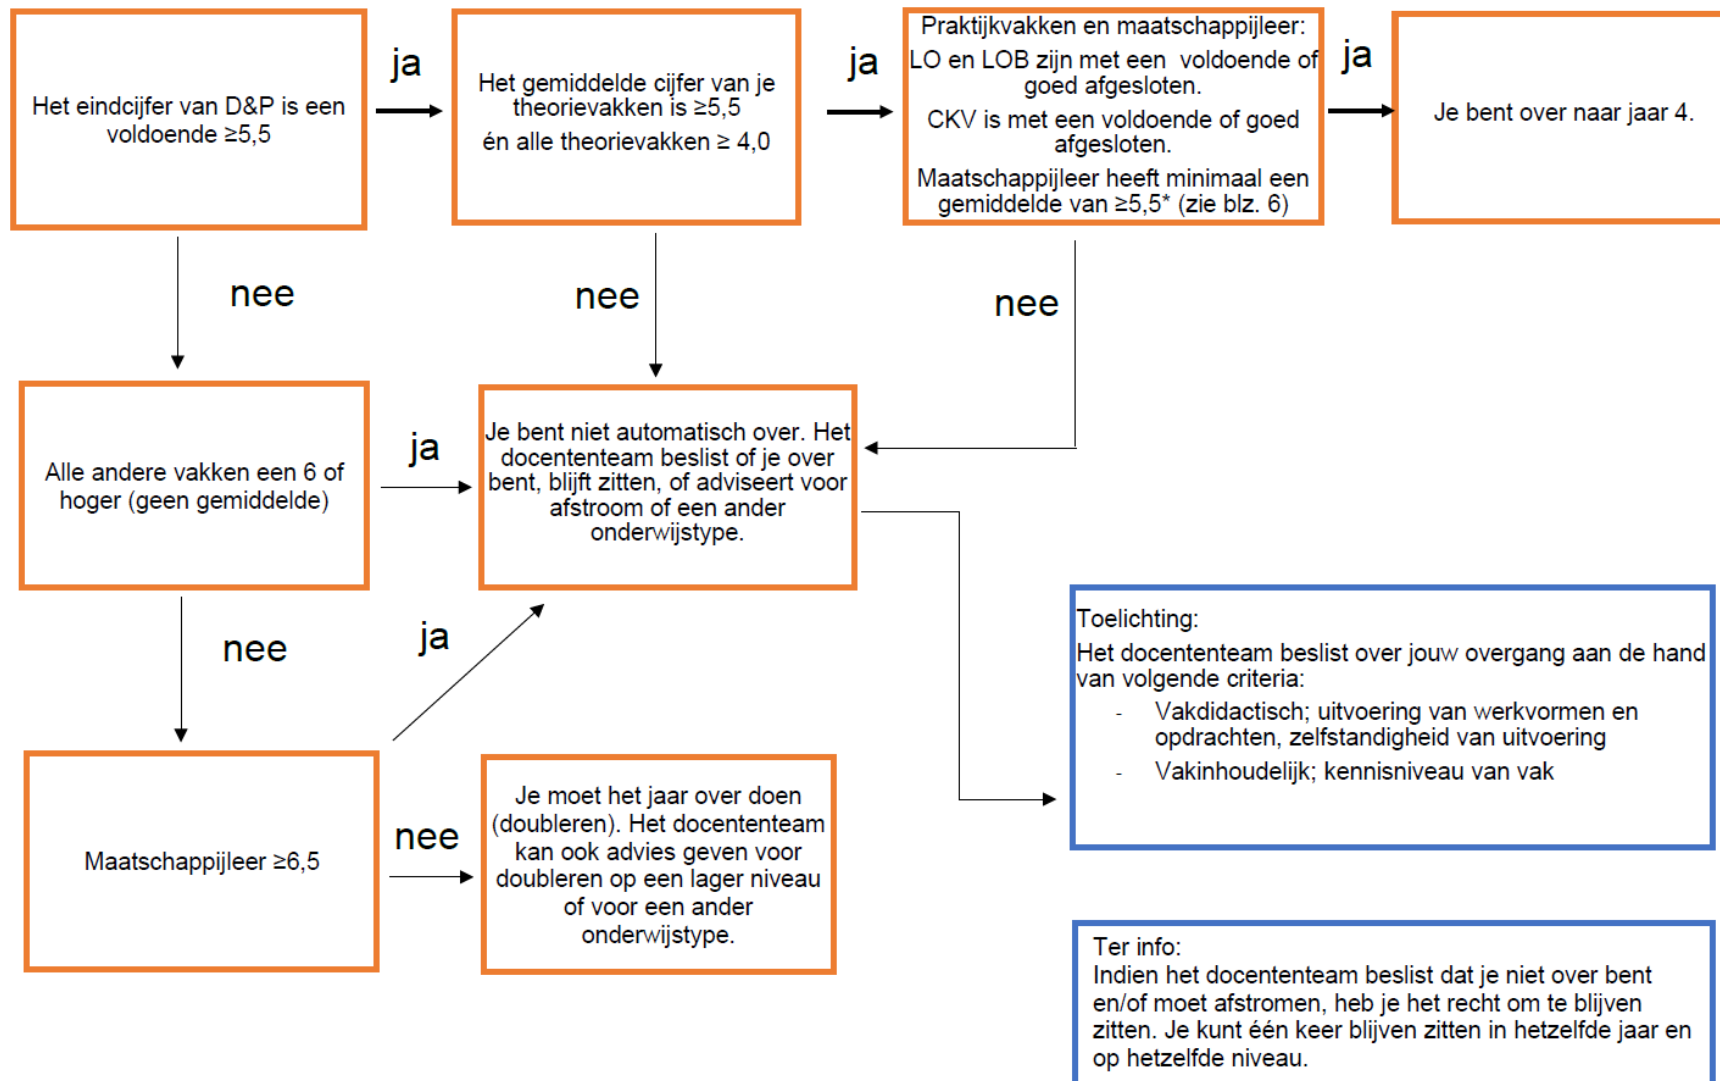 Het eindcijfer van D&P is een
voldoende ≥5,5
ja
Het gemiddelde cijfer van je
theorievakken is ≥5,5
én alle theorievakken ≥ 4,0
ja
Praktijkvakken en maatschappijleer:
LO en LOB zijn met een voldoende of
goed afgesloten.
CKV is met een voldoende of goed
afgesloten.
Maatschappijleer heeft minimaal een
gemiddelde van ≥5,5* (zie blz. 6)
ja
Je bent over naar jaar 4.
nee
nee
nee
Alle andere vakken een 6 of
hoger (geen gemiddelde)
ja
Je bent niet automatisch over. Het
docententeam beslist of je over
bent, blijft zitten, of adviseert voor
afstroom of een ander
onderwijstype.
nee
ja
Maatschappijleer ≥6,5
nee
Je moet het jaar over doen
(doubleren). Het docententeam
kan ook advies geven voor
doubleren op een lager niveau
of voor een ander
onderwijstype.
Toelichting:
Het docententeam beslist over jouw overgang aan de hand
van volgende criteria:
- Vakdidactisch; uitvoering van werkvormen en
opdrachten, zelfstandigheid van uitvoering
- Vakinhoudelijk; kennisniveau van vak
Ter info:
Indien het docententeam beslist dat je niet over bent
en/of moet afstromen, heb je het recht om te blijven
zitten. Je kunt één keer blijven zitten in hetzelfde jaar en
op hetzelfde niveau.